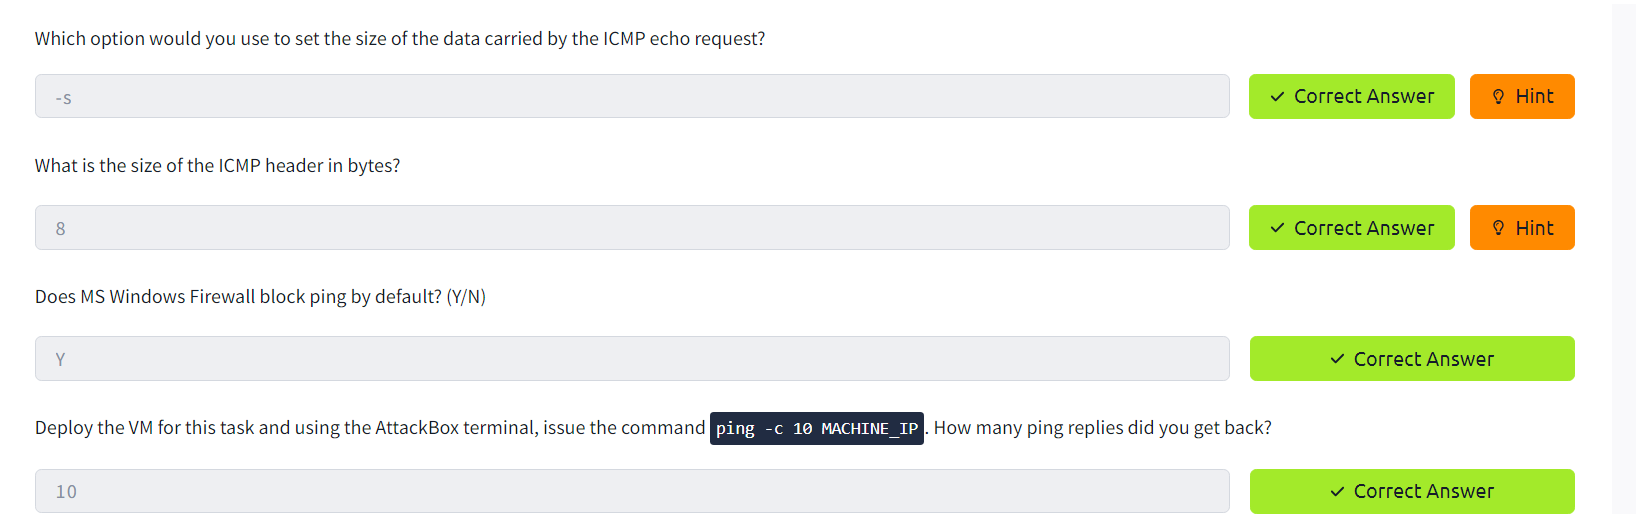 Which option would you use to set the size of the data carried by the ICMP echo request?
-s Correct Answer Hint
What is the size of the ICMP header in bytes?
8 Correct Answer Hint
Does MS Windows Firewall block ping by default? (Y/N)
Y Correct Answer
Deploy the VM for this task and using the AttackBox terminal, issue the command ping -c 10 MACHINE_IP. How many ping replies did you get back?
10 Correct Answer